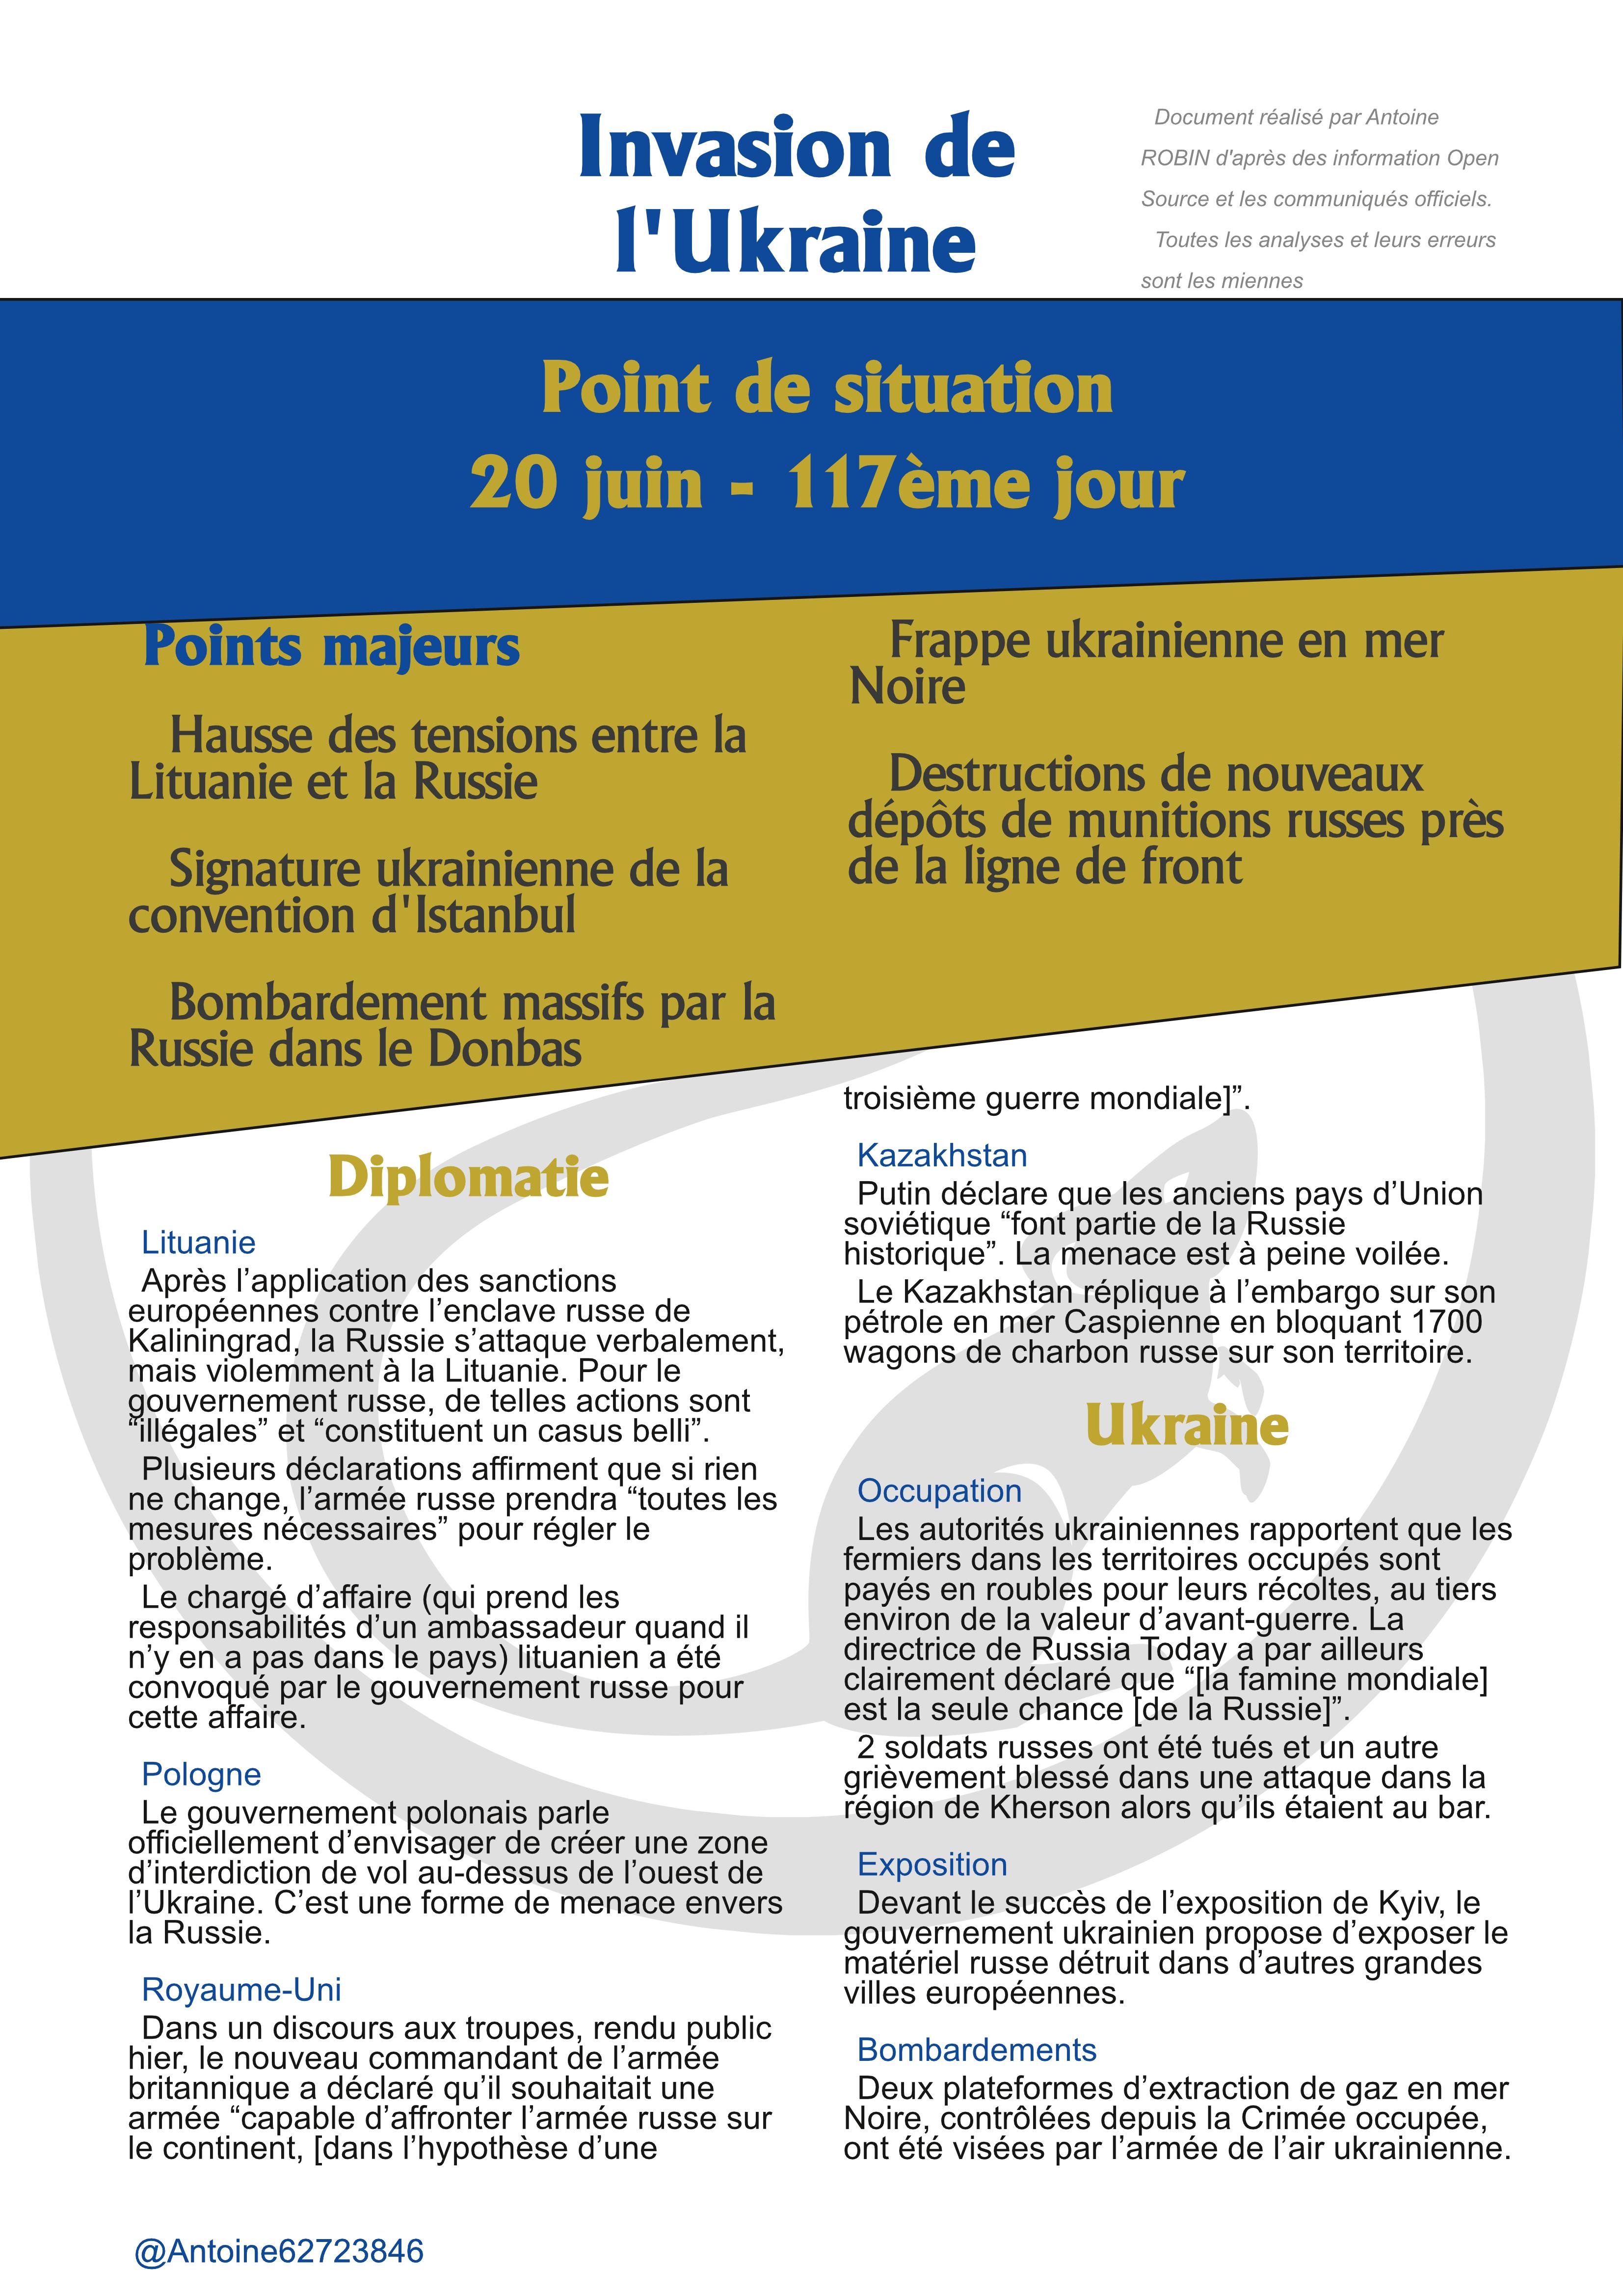 Invasion de
l'Ukraine
Document réalisé par Antoine
ROBIN d'après des information Open
Source et les communiqués officiels.
Toutes les analyses et leurs erreurs
sont les miennes
Point de situation
20 juin - 117ème jour
Points majeurs
Hausse des tensions entre la
Lituanie et la Russie
Signature ukrainienne de la
convention d'Istanbul
Bombardement massifs par la
Russie dans le Donbas
Frappe ukrainienne en mer
Noire
Destructions de nouveaux
dépôts de munitions russes près
de la ligne de front
Diplomatie
Lituanie
Après l’application des sanctions
européennes contre l’enclave russe de
Kaliningrad, la Russie s’attaque verbalement,
mais violemment à la Lituanie. Pour le
gouvernement russe, de telles actions sont
“illégales” et “constituent un casus belli”.
Plusieurs déclarations affirment que si rien
ne change, l’armée russe prendra “toutes les
mesures nécessaires” pour régler le
problème.
Le chargé d’affaire (qui prend les
responsabilités d’un ambassadeur quand il
n’y en a pas dans le pays) lituanien a été
convoqué par le gouvernement russe pour
cette affaire.
Pologne
Le gouvernement polonais parle
officiellement d’envisager de créer une zone
d’interdiction de vol au-dessus de l’ouest de
l’Ukraine. C’est une forme de menace envers
la Russie.
Royaume-Uni
Dans un discours aux troupes, rendu public
hier, le nouveau commandant de l’armée
britannique a déclaré qu’il souhaitait une
armée “capable d’affronter l’armée russe sur
le continent, [dans l’hypothèse d’une
troisième guerre mondiale]”.
Kazakhstan
Putin déclare que les anciens pays d’Union
soviétique “font partie de la Russie
historique”. La menace est à peine voilée.
Le Kazakhstan réplique à l’embargo sur son
pétrole en mer Caspienne en bloquant 1700
wagons de charbon russe sur son territoire.
Ukraine
Occupation
Les autorités ukrainiennes rapportent que les
fermiers dans les territoires occupés sont
payés en roubles pour leurs récoltes, au tiers
environ de la valeur d’avant-guerre. La
directrice de Russia Today a par ailleurs
clairement déclaré que “[la famine mondiale]
est la seule chance [de la Russie]”.
2 soldats russes ont été tués et un autre
grièvement blessé dans une attaque dans la
région de Kherson alors qu’ils étaient au bar.
Exposition
Devant le succès de l’exposition de Kyiv, le
gouvernement ukrainien propose d’exposer le
matériel russe détruit dans d’autres grandes
villes européennes.
Bombardements
Deux plateformes d’extraction de gaz en mer
Noire, contrôlées depuis la Crimée occupée,
ont été visées par l’armée de l’air ukrainienne.
@Antoine62723846